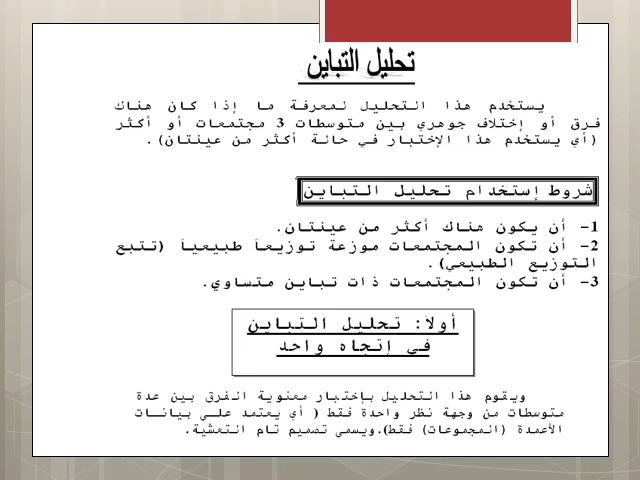 تحليل التباين
يستخدم هذا التحليل لمعرفة ما إذا كان هناك
فرق أو إختلاف جوهري بين متوسطات 3 مجتمعات أو أكثر
(أي يستخدم هذا الإختبار في حالة أكثر من عينتان).
شروط إستخدام تحليل التباين
1- أن يكون هناك أكثر من عينتان.
2- أن تكون المجتمعات موزعة توزيعاً طبيعياً (تتبع
التوزيع الطبيعي).
3- أن تكون المجتمعات ذات تباين متساوي.
أولاً: تحليل التباين
في إتجاه واحد
ويقوم هذا التحليل بإختبار معنوية الفرق بين عدة
متوسطات من وجهة نظر واحدة فقط ( أي يعتمد على بيانات
الأعمدة (المجموعات) فقط).ويسمى تصميم تام التعشية.